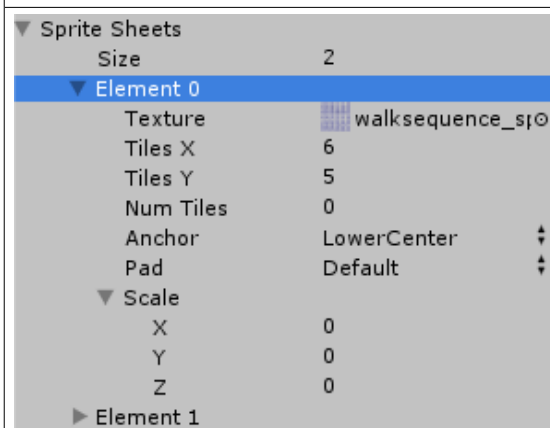 Sprite Sheets
Size 2
Element 0
Texture walksequence_sp
Tiles X 6
Tiles Y 5
Num Tiles 0
Anchor LowerCenter
Pad Default
Scale
X 0
Y 0
Z 0
Element 1